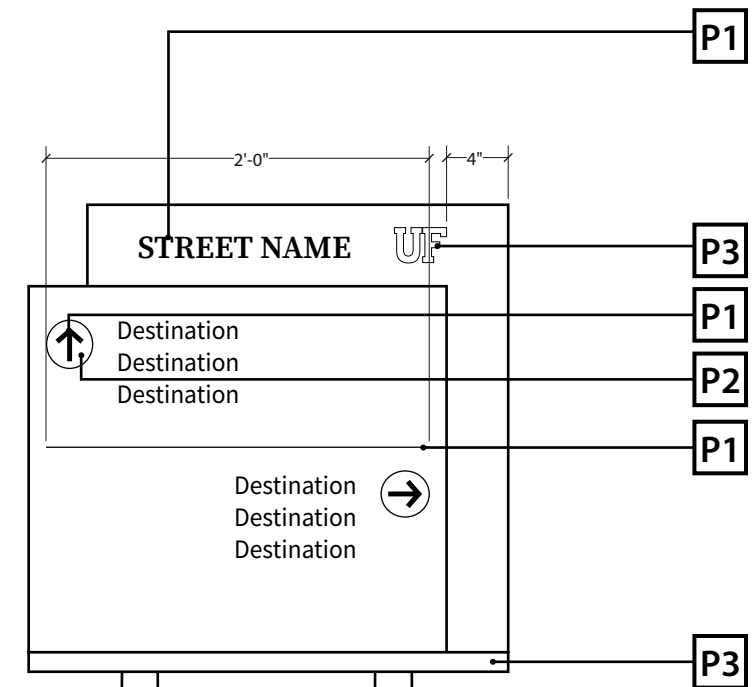 P1
2'-0"
4"
STREET NAME
UF
P3
P1
Destination
Destination
P2
Destination
P1
Destination
Destination
Destination
P3